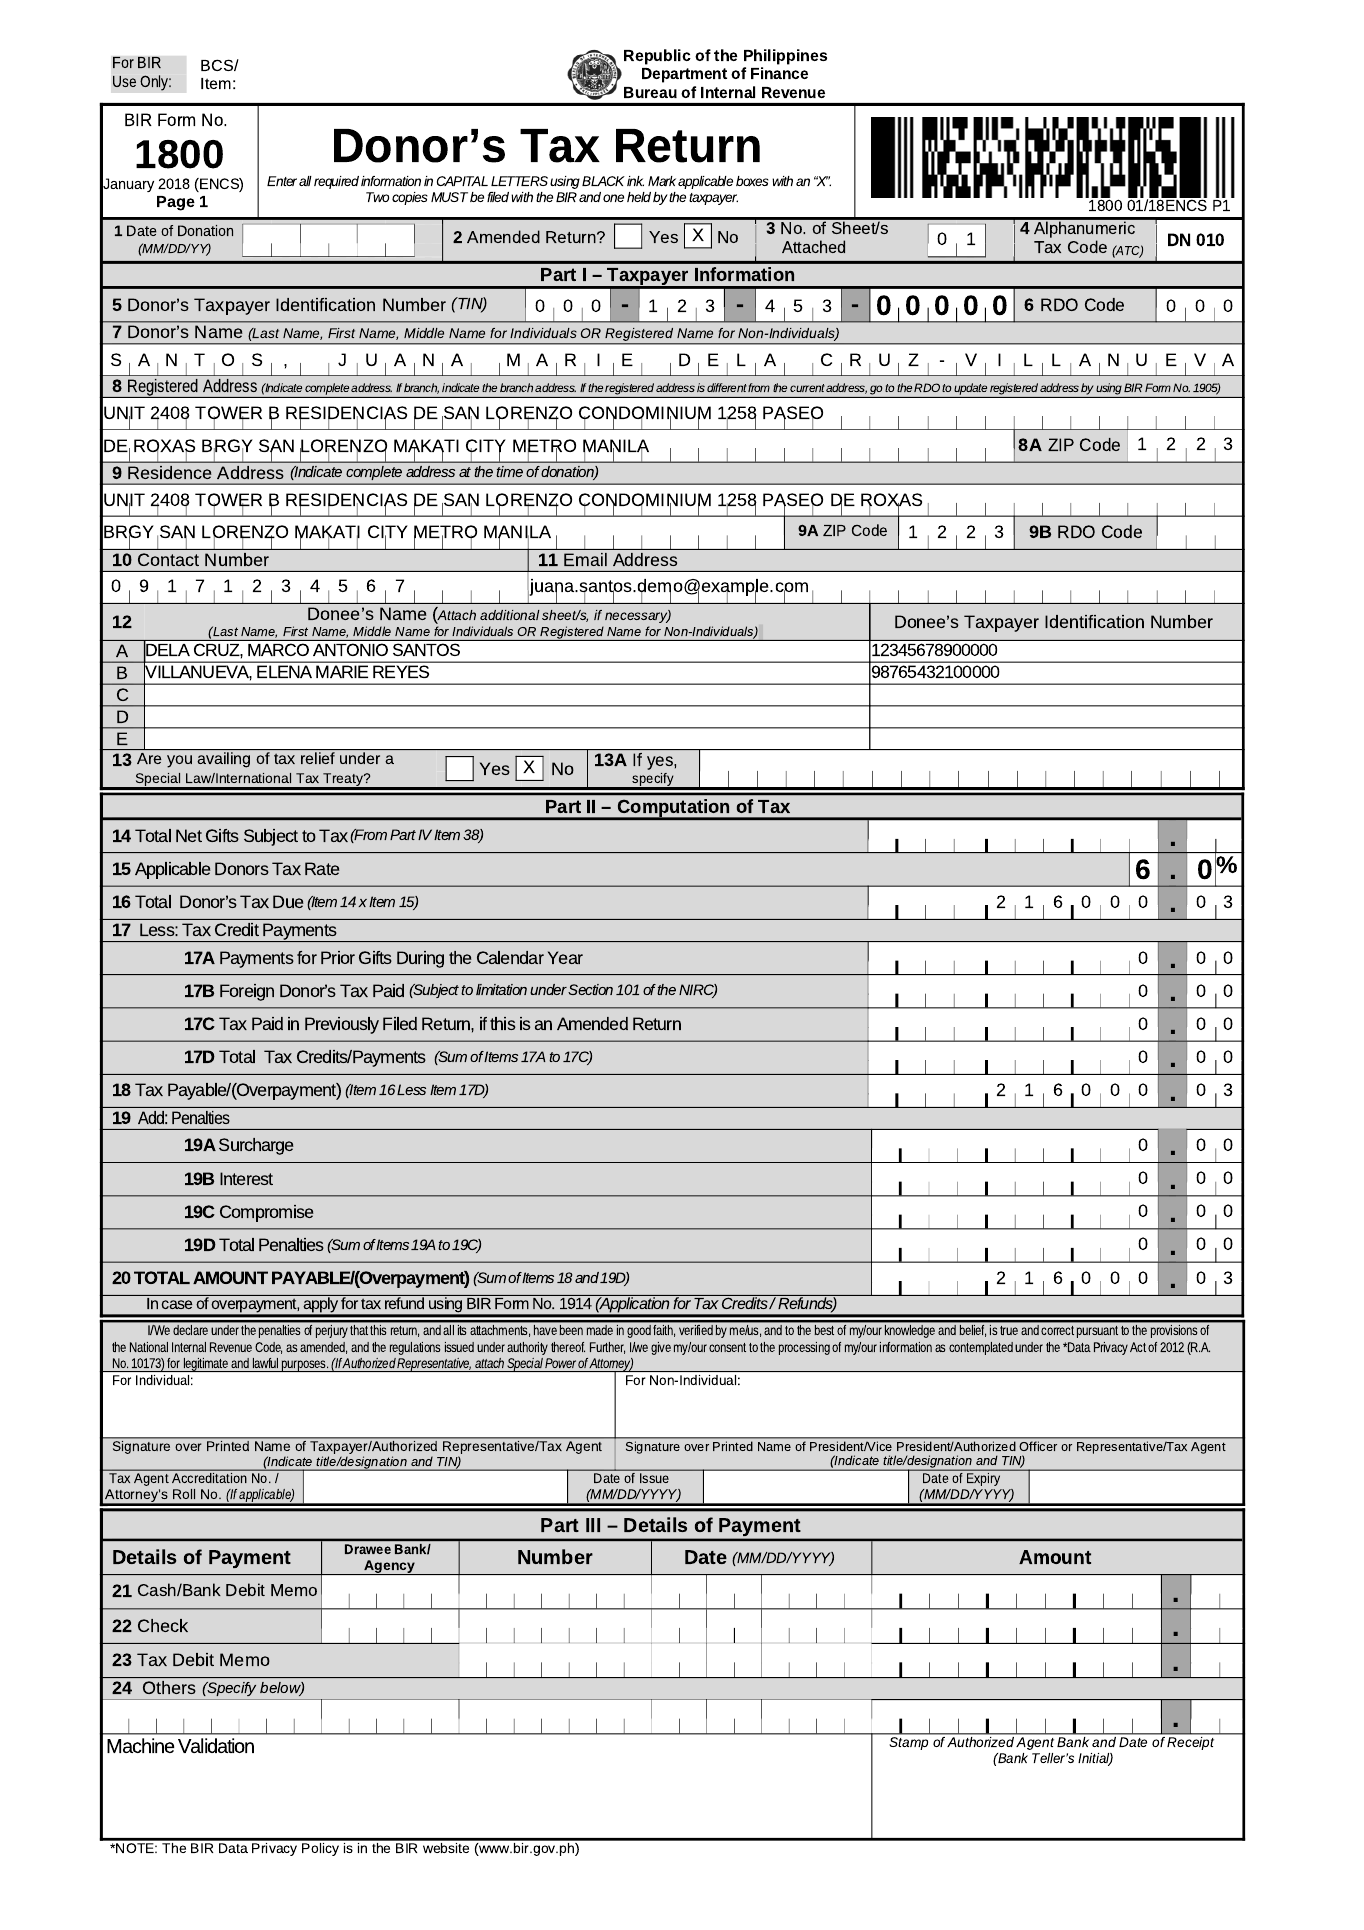 For BIR
Use Only:
BCS/
Item:
Republic of the Philippines
Department of Finance
Bureau of Internal Revenue
BIR Form No.
1800
January 2018 (ENCS)
Page 1
Donor’s Tax Return
Enter all required information in CAPITAL LETTERS using BLACK ink. Mark applicable boxes with an “X”.
Two copies MUST be filed with the BIR and one held by the taxpayer.
1800 01/18ENCS P1
1 Date of Donation
(MM/DD/YY)
2 Amended Return? Yes X No
3 No. of Sheet/s
Attached
0 1
4 Alphanumeric
Tax Code (ATC)
DN 010
Part I – Taxpayer Information
5 Donor’s Taxpayer Identification Number (TIN) 0 0 0 - 1 2 3 - 4 5 3 - 0 0 0 0 0 6 RDO Code 0 0 0
7 Donor’s Name (Last Name, First Name, Middle Name for Individuals OR Registered Name for Non-Individuals)
SANTOS, JUANA MARIE DELA CRUZ-VILLANUEVA
8 Registered Address (Indicate complete address. If branch, indicate the branch address. If the registered address is different from the current address, go to the RDO to update registered address by using BIR Form No. 1905)
UNIT 2408 TOWER B RESIDENCIAS DE SAN LORENZO CONDOMINIUM 1258 PASEO
DE ROXAS BRGY SAN LORENZO MAKATI CITY METRO MANILA 8A ZIP Code 1 2 2 3
9 Residence Address (Indicate complete address at the time of donation)
UNIT 2408 TOWER B RESIDENCIAS DE SAN LORENZO CONDOMINIUM 1258 PASEO DE ROXAS
BRGY SAN LORENZO MAKATI CITY METRO MANILA 9A ZIP Code 1 2 2 3 9B RDO Code
10 Contact Number 11 Email Address
0 9 1 7 1 2 3 4 5 6 7 juana.santos.demo@example.com
12 Donee’s Name (Attach additional sheet/s, if necessary)
(Last Name, First Name, Middle Name for Individuals OR Registered Name for Non-Individuals)
Donee’s Taxpayer Identification Number
A DELA CRUZ, MARCO ANTONIO SANTOS 12345678900000
B VILLANUEVA, ELENA MARIE REYES 98765432100000
C
D
E
13 Are you availing of tax relief under a
Special Law/International Tax Treaty?
Yes X No
13A If yes,
specify
Part II – Computation of Tax
14 Total Net Gifts Subject to Tax (From Part IV Item 38) .
15 Applicable Donors Tax Rate 6 . 0%
16 Total Donor’s Tax Due (Item 14 x Item 15) 2 1 6 0 0 0 . 0 3
17 Less: Tax Credit Payments
17A Payments for Prior Gifts During the Calendar Year 0 . 0 0
17B Foreign Donor's Tax Paid (Subject to limitation under Section 101 of the NIRC) 0 . 0 0
17C Tax Paid in Previously Filed Return, if this is an Amended Return 0 . 0 0
17D Total Tax Credits/Payments (Sum of Items 17A to 17C) 0 . 0 0
18 Tax Payable/(Overpayment) (Item 16 Less Item 17D) 2 1 6 0 0 0 . 0 3
19 Add: Penalties
19A Surcharge 0 . 0 0
19B Interest 0 . 0 0
19C Compromise 0 . 0 0
19D Total Penalties (Sum of Items 19A to 19C) 0 . 0 0
20 TOTAL AMOUNT PAYABLE/(Overpayment) (Sum of Items 18 and 19D) 2 1 6 0 0 0 . 0 3
In case of overpayment, apply for tax refund using BIR Form No. 1914 (Application for Tax Credits / Refunds)
I/We declare under the penalties of perjury that this return, and all its attachments, have been made in good faith, verified by me/us, and to the best of my/our knowledge and belief, is true and correct pursuant to the provisions of
the National Internal Revenue Code, as amended, and the regulations issued under authority thereof. Further, I/we give my/our consent to the processing of my/our information as contemplated under the *Data Privacy Act of 2012 (R.A.
No. 10173) for legitimate and lawful purposes. (If Authorized Representative, attach Special Power of Attorney)
For Individual: For Non-Individual:
Signature over Printed Name of Taxpayer/Authorized Representative/Tax Agent
(Indicate title/designation and TIN)
Signature over Printed Name of President/Vice President/Authorized Officer or Representative/Tax Agent
(Indicate title/designation and TIN)
Tax Agent Accreditation No. /
Attorney’s Roll No. (If applicable)
Date of Issue
(MM/DD/YYYY)
Date of Expiry
(MM/DD/YYYY)
Part III – Details of Payment
Details of Payment
Drawee Bank/
Agency
Number Date (MM/DD/YYYY) Amount
21 Cash/Bank Debit Memo .
22 Check .
23 Tax Debit Memo .
24 Others (Specify below)
.
Machine Validation
Stamp of Authorized Agent Bank and Date of Receipt
(Bank Teller’s Initial)
*NOTE: The BIR Data Privacy Policy is in the BIR website (www.bir.gov.ph)